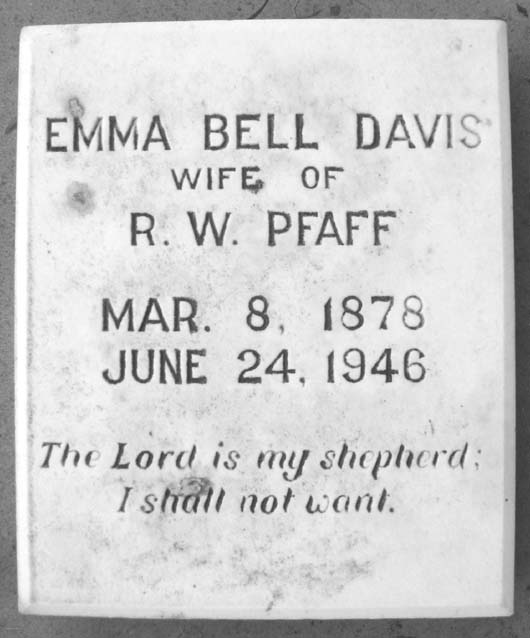 EMMA BELL DAVIS
WIFE OF
R. W. PFAFF
MAR. 8, 1878
JUNE 24, 1946
The Lord is my shepherd;
I shall not want.